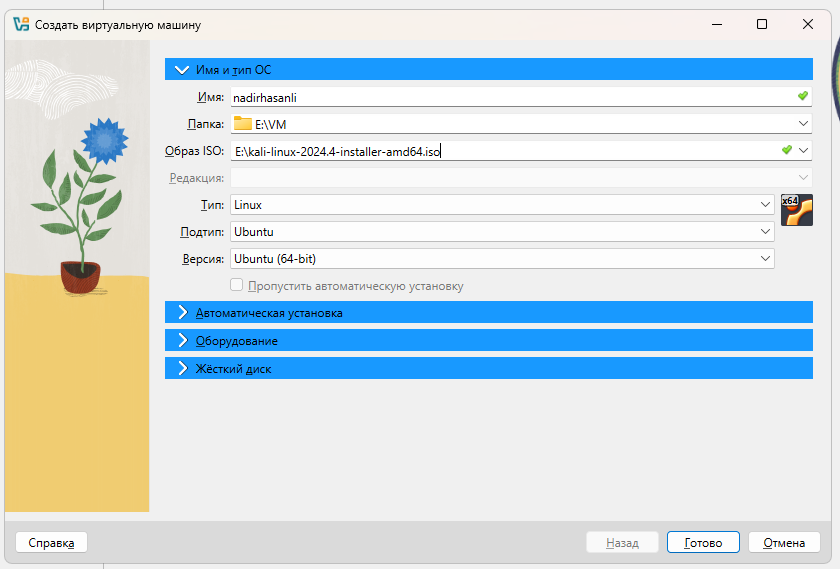 Создать виртуальную машину
Имя и тип ОС
Имя: nadirhasanli
Папка: E:\VM
Образ ISO: E:\kali-linux-2024.4-installer-amd64.iso
Редакция:
Тип: Linux
x64
Подтип: Ubuntu
Версия: Ubuntu (64-bit)
Пропустить автоматическую установку
Автоматическая установка
Оборудование
Жёсткий диск
Справка Назад Готово Отмена